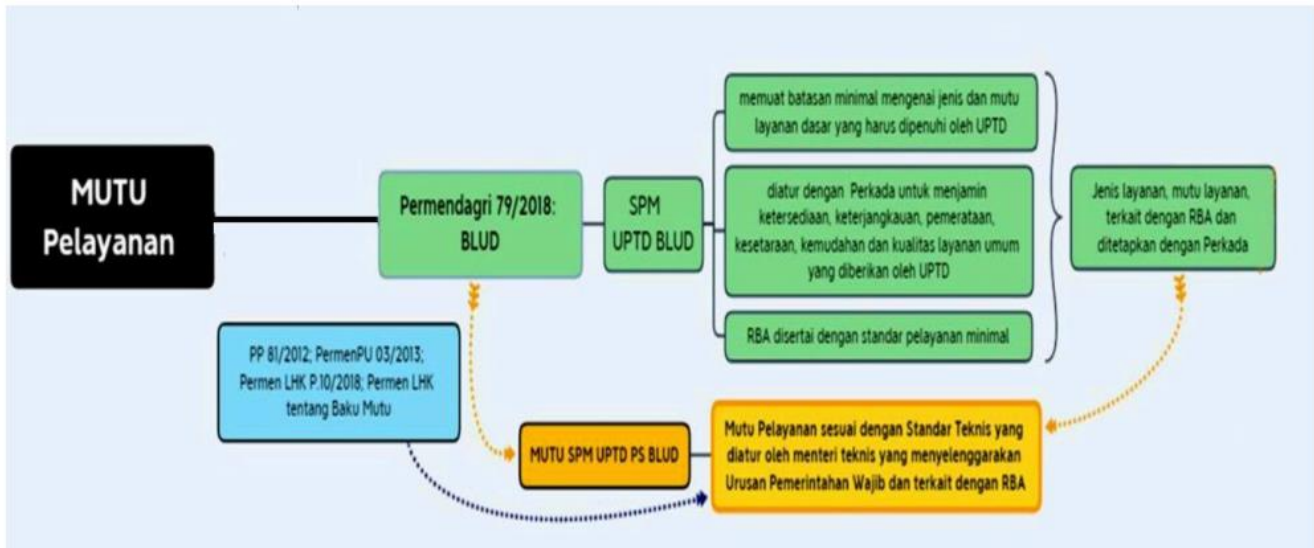 MUTU
Pelayanan
Permendagri 79/2018:
BLUD
SPM
UPTD BLUD
memuat batasan minimal mengenai jenis dan mutu
layanan dasar yang harus dipenuhi oleh UPTD
diatur dengan Perkada untuk menjamin
ketersediaan, keterjangkauan, pemerataan,
kesetaraan, kemudahan dan kualitas layanan umum
yang diberikan oleh UPTD
RBA disertai dengan standar pelayanan minimal
Jenis layanan, mutu layanan,
terkait dengan RBA dan
ditetapkan dengan Perkada
PP 81/2012; PermenPU 03/2013;
Permen LHK P.10/2018; Permen LHK
tentang Baku Mutu
MUTU SPM UPTD PS BLUD
Mutu Pelayanan sesuai dengan Standar Teknis yang
diatur oleh menteri teknis yang menyelenggarakan
Urusan Pemerintahan Wajib dan terkait dengan RBA